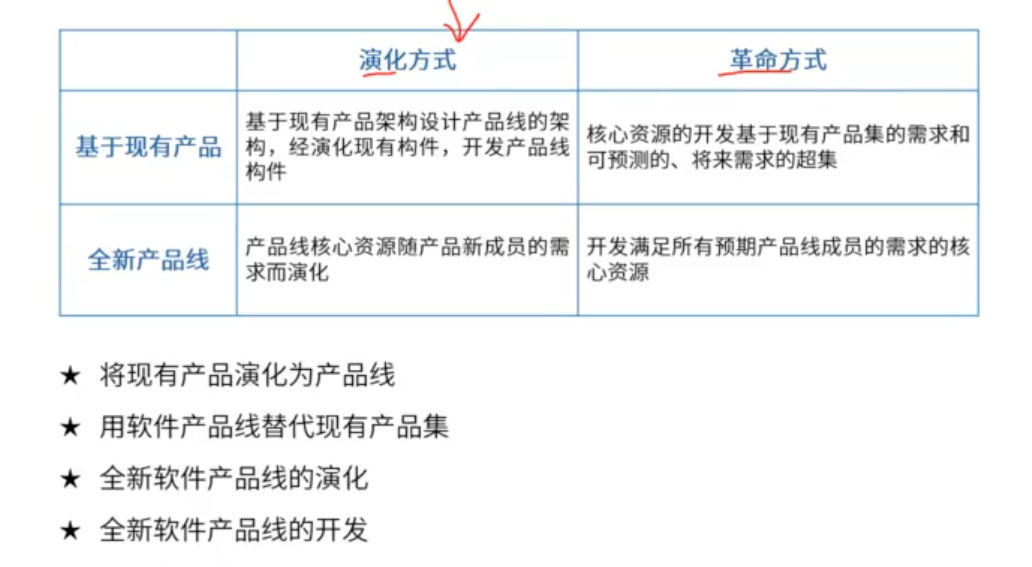 演化方式
革命方式
基于现有产品
基于现有产品架构设计产品线的架
构，经演化现有构件，开发产品线
构件
核心资源的开发基于现有产品集的需求和
可预测的、将来需求的超集
全新产品线
产品线核心资源随产品新成员的需
求而演化
开发满足所有预期产品线成员的需求的核
心资源
★ 将现有产品演化为产品线
★ 用软件产品线替代现有产品集
★ 全新软件产品线的演化
★ 全新软件产品线的开发